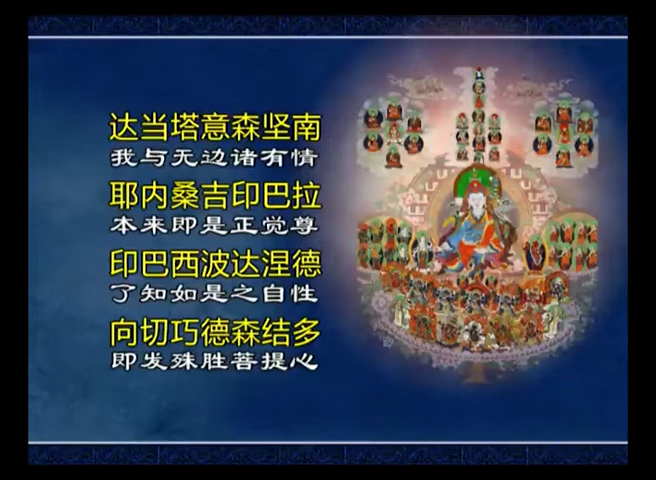 达当塔意森坚南
我与无边诸有情
耶内桑吉印巴拉
本来即是正觉尊
印巴西波达涅德
了知如是之自性
向切巧德森结多
即发殊胜菩提心